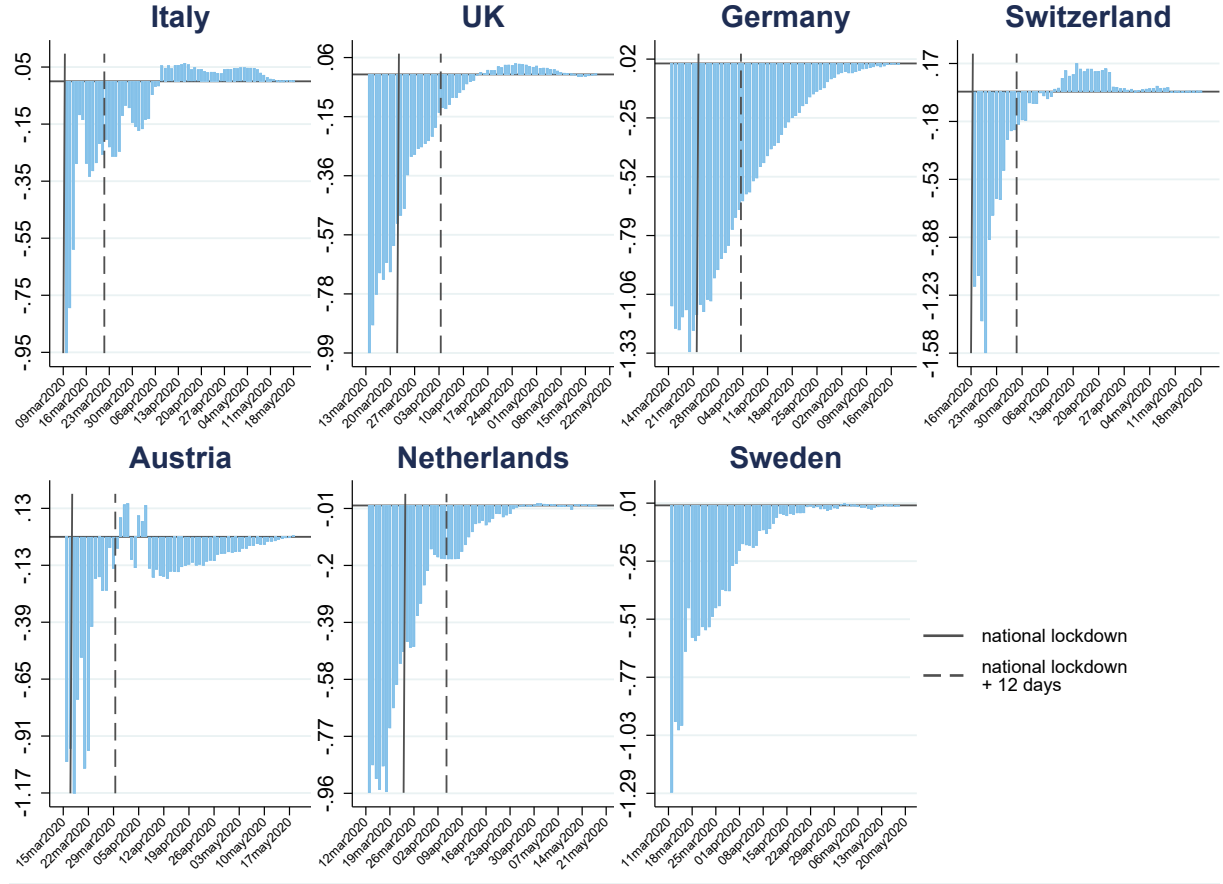 Italy
.05
-.15
-.35
-.55
-.75
-.95
09mar2020
16mar2020
23mar2020
30mar2020
06apr2020
13apr2020
20apr2020
27apr2020
04may2020
11may2020
18may2020
UK
.06
-.15
-.36
-.57
-.78
-.99
13mar2020
20mar2020
27mar2020
03apr2020
10apr2020
17apr2020
24apr2020
01may2020
08may2020
15may2020
22may2020
Germany
.02
-.25
-.52
-.79
-1.06
-1.33
14mar2020
21mar2020
28mar2020
04apr2020
11apr2020
18apr2020
25apr2020
02may2020
09may2020
16may2020
Switzerland
.17
-.18
-.53
-.88
-1.23
-1.58
16mar2020
23mar2020
30mar2020
06apr2020
13apr2020
20apr2020
27apr2020
04may2020
11may2020
18may2020
Austria
.13
-.13
-.39
-.65
-.91
-1.17
15mar2020
22mar2020
29mar2020
05apr2020
12apr2020
19apr2020
26apr2020
03may2020
10may2020
17may2020
Netherlands
-.01
-.2
-.39
-.58
-.77
-.96
12mar2020
19mar2020
26mar2020
02apr2020
09apr2020
16apr2020
23apr2020
30apr2020
07may2020
14may2020
21may2020
Sweden
.01
-.25
-.51
-.77
-1.03
-1.29
11mar2020
18mar2020
25mar2020
01apr2020
08apr2020
15apr2020
22apr2020
29apr2020
06may2020
13may2020
20may2020
national lockdown
national lockdown
+ 12 days